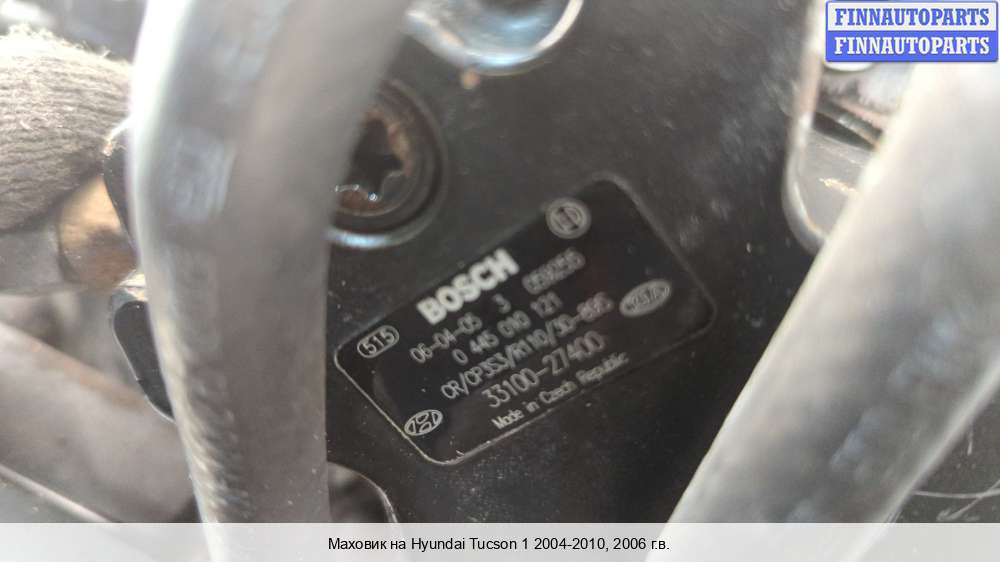 FINNAUTOPARTS
FINNAUTOPARTS
BOSCH
515
06-04-05 3 059256
0 445 010 121
CR/CP3S3/R110/30-
33100-27400
Made in Czech Republic
Маховик на Hyundai Tucson 1 2004-2010, 2006 г.в.